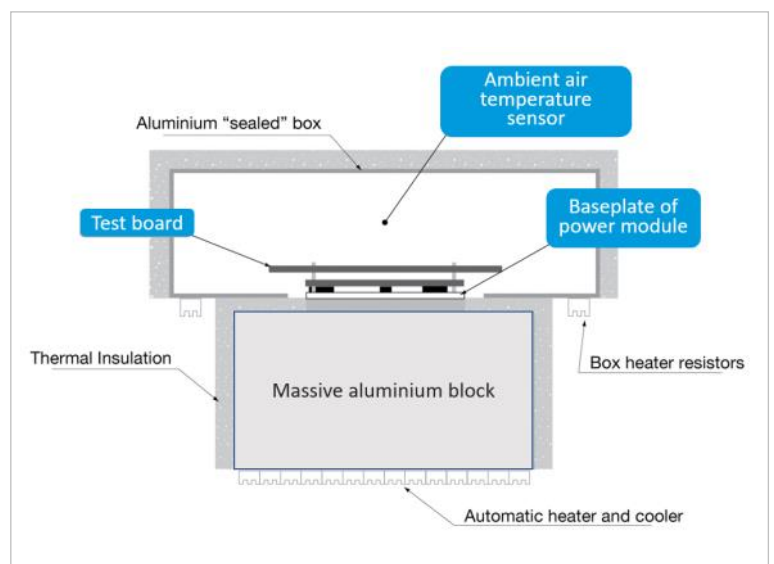 Ambient air
temperature
sensor
Aluminium “sealed” box
Test board
Baseplate of
power module
Thermal Insulation
Box heater resistors
Massive aluminium block
Automatic heater and cooler